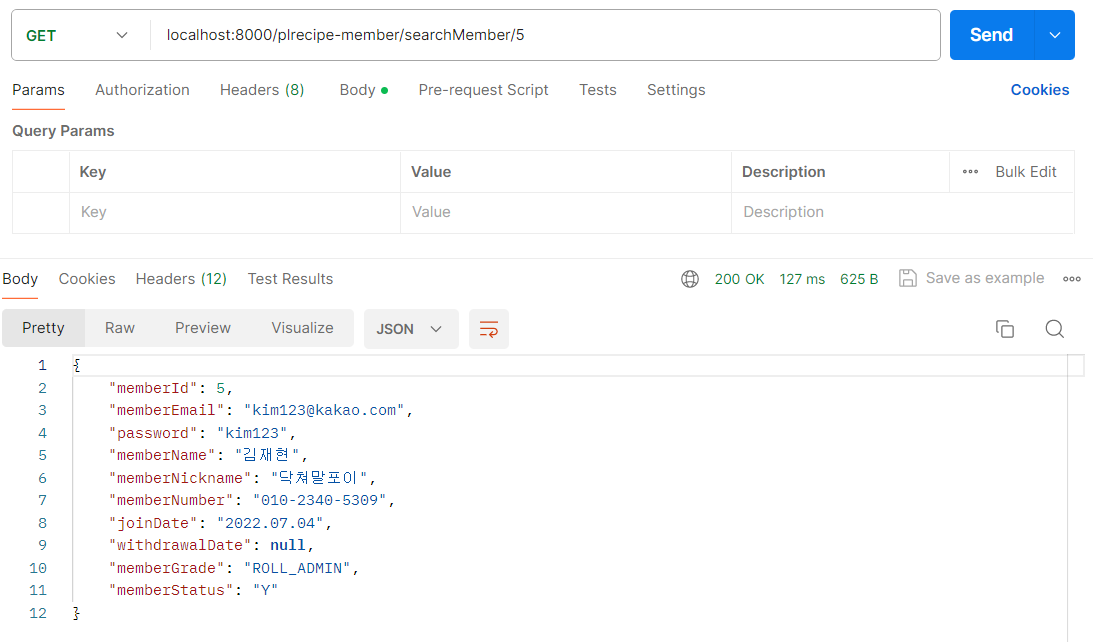 GET localhost:8000/plrecipe-member/searchMember/5 Send
Params Authorization Headers (8) Body Pre-request Script Tests Settings Cookies
Query Params
Key Value Description Bulk Edit
Key Value Description
Body Cookies Headers (12) Test Results 200 OK 127 ms 625 B Save as example
Pretty Raw Preview Visualize JSON
1 {
2 "memberId": 5,
3 "memberEmail": "kim123@kakao.com",
4 "password": "kim123",
5 "memberName": "김재현",
6 "memberNickname": "닥쳐말포이",
7 "memberNumber": "010-2340-5309",
8 "joinDate": "2022.07.04",
9 "withdrawalDate": null,
10 "memberGrade": "ROLL_ADMIN",
11 "memberStatus": "Y"
12 }